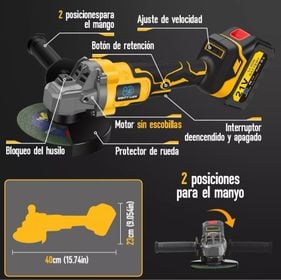 2 posicionespara
el mango
Ajuste de velocidad
Botón de retención
Motor sin escobillas
Interruptor
deencendido y apagado
Bloqueo del husilo
Protector de rueda
2 posiciones
para el manyo
23cm (9.054in)
40cm (15.74in)